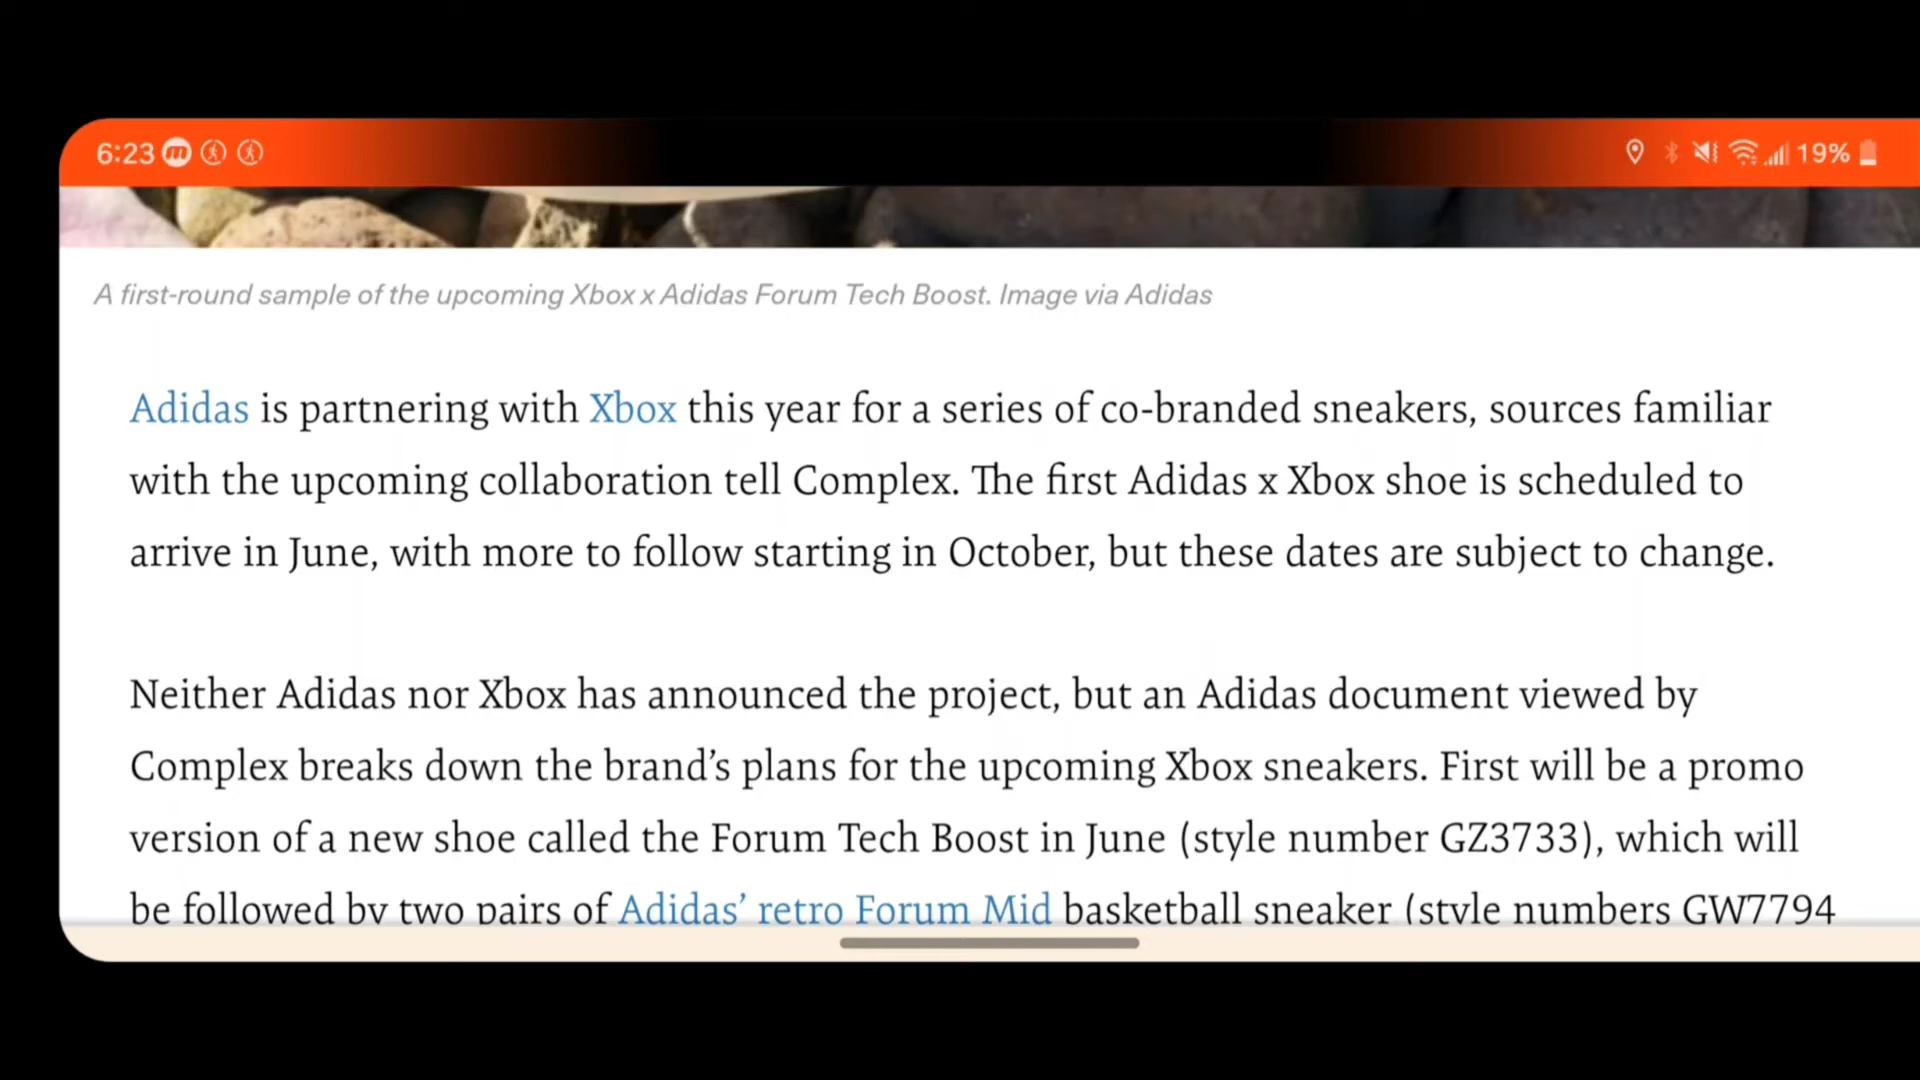 6:23
19%
A first-round sample of the upcoming Xbox x Adidas Forum Tech Boost. Image via Adidas
Adidas is partnering with Xbox this year for a series of co-branded sneakers, sources familiar
with the upcoming collaboration tell Complex. The first Adidas x Xbox shoe is scheduled to
arrive in June, with more to follow starting in October, but these dates are subject to change.
Neither Adidas nor Xbox has announced the project, but an Adidas document viewed by
Complex breaks down the brand’s plans for the upcoming Xbox sneakers. First will be a promo
version of a new shoe called the Forum Tech Boost in June (style number GZ3733), which will
be followed by two pairs of Adidas’ retro Forum Mid basketball sneaker (style numbers GW7794